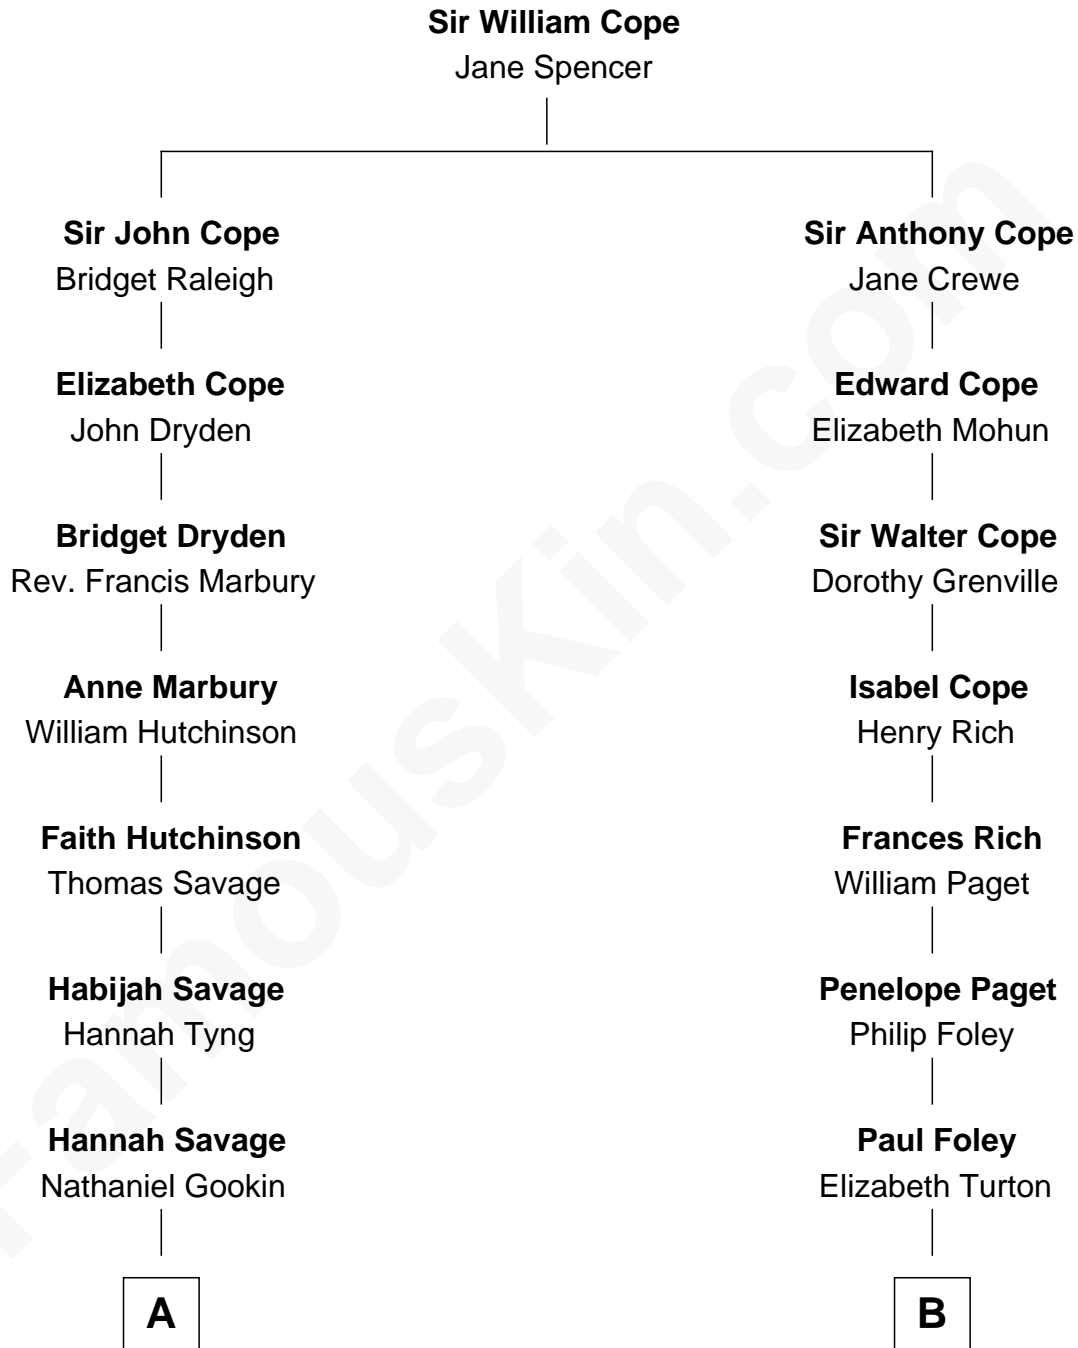 Sir William Cope
Jane Spencer
Sir John Cope
Bridget Raleigh
Sir Anthony Cope
Jane Crewe
Elizabeth Cope
John Dryden
Edward Cope
Elizabeth Mohun
Bridget Dryden
Rev. Francis Marbury
Sir Walter Cope
Dorothy Grenville
Anne Marbury
William Hutchinson
Isabel Cope
Henry Rich
Faith Hutchinson
Thomas Savage
Frances Rich
William Paget
Habijah Savage
Hannah Tyng
Penelope Paget
Philip Foley
Hannah Savage
Nathaniel Gookin
Paul Foley
Elizabeth Turton
A
B
FamousKin.com